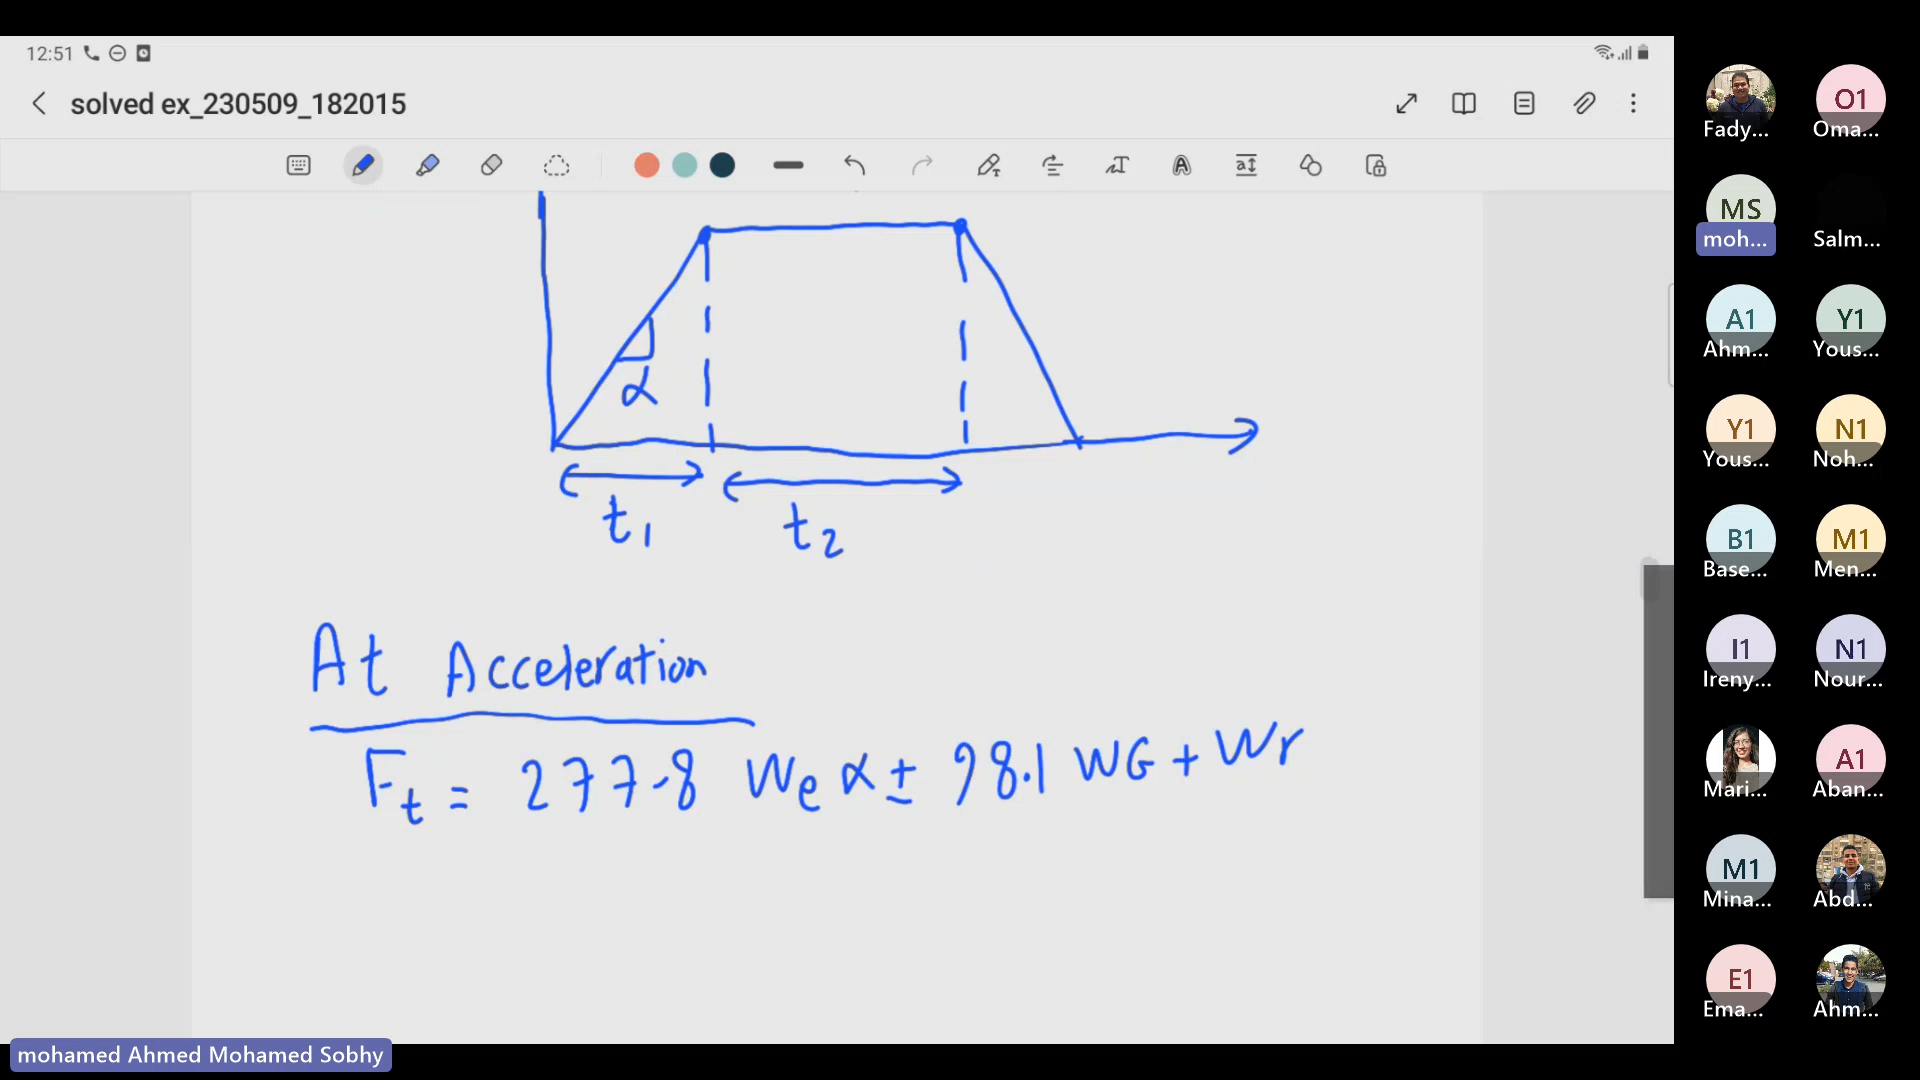 12:51
solved ex_230509_182015
α
t1
t2
At Acceleration
Ft = 277.8 We α ± 98.1 WG + Wr
mohamed Ahmed Mohamed Sobhy
Fady...
O1
Oma...
MS
moh...
Salm...
A1
Ahm...
Y1
Yous...
Y1
Yous...
N1
Noh...
B1
Base...
M1
Men...
I1
Ireny...
N1
Nour...
Mari...
A1
Aban...
M1
Mina...
Abd...
E1
Ema...
Ahm...